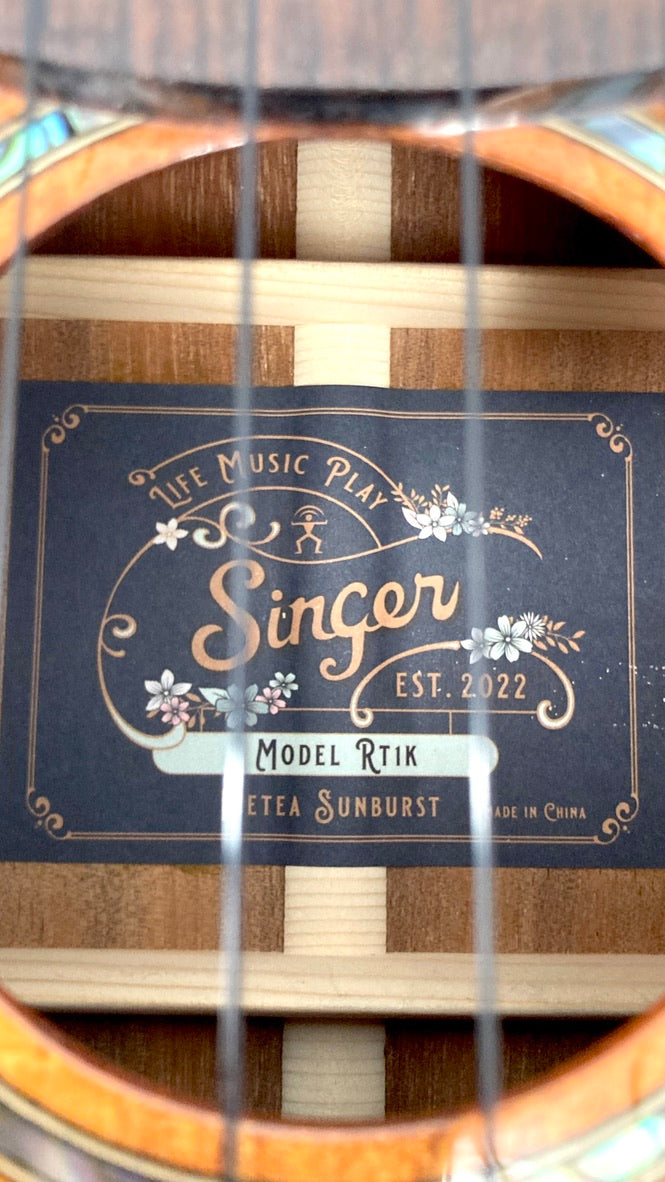 Life Music Play
Singer
EST. 2022
Model RT1K
Sunburst
in China